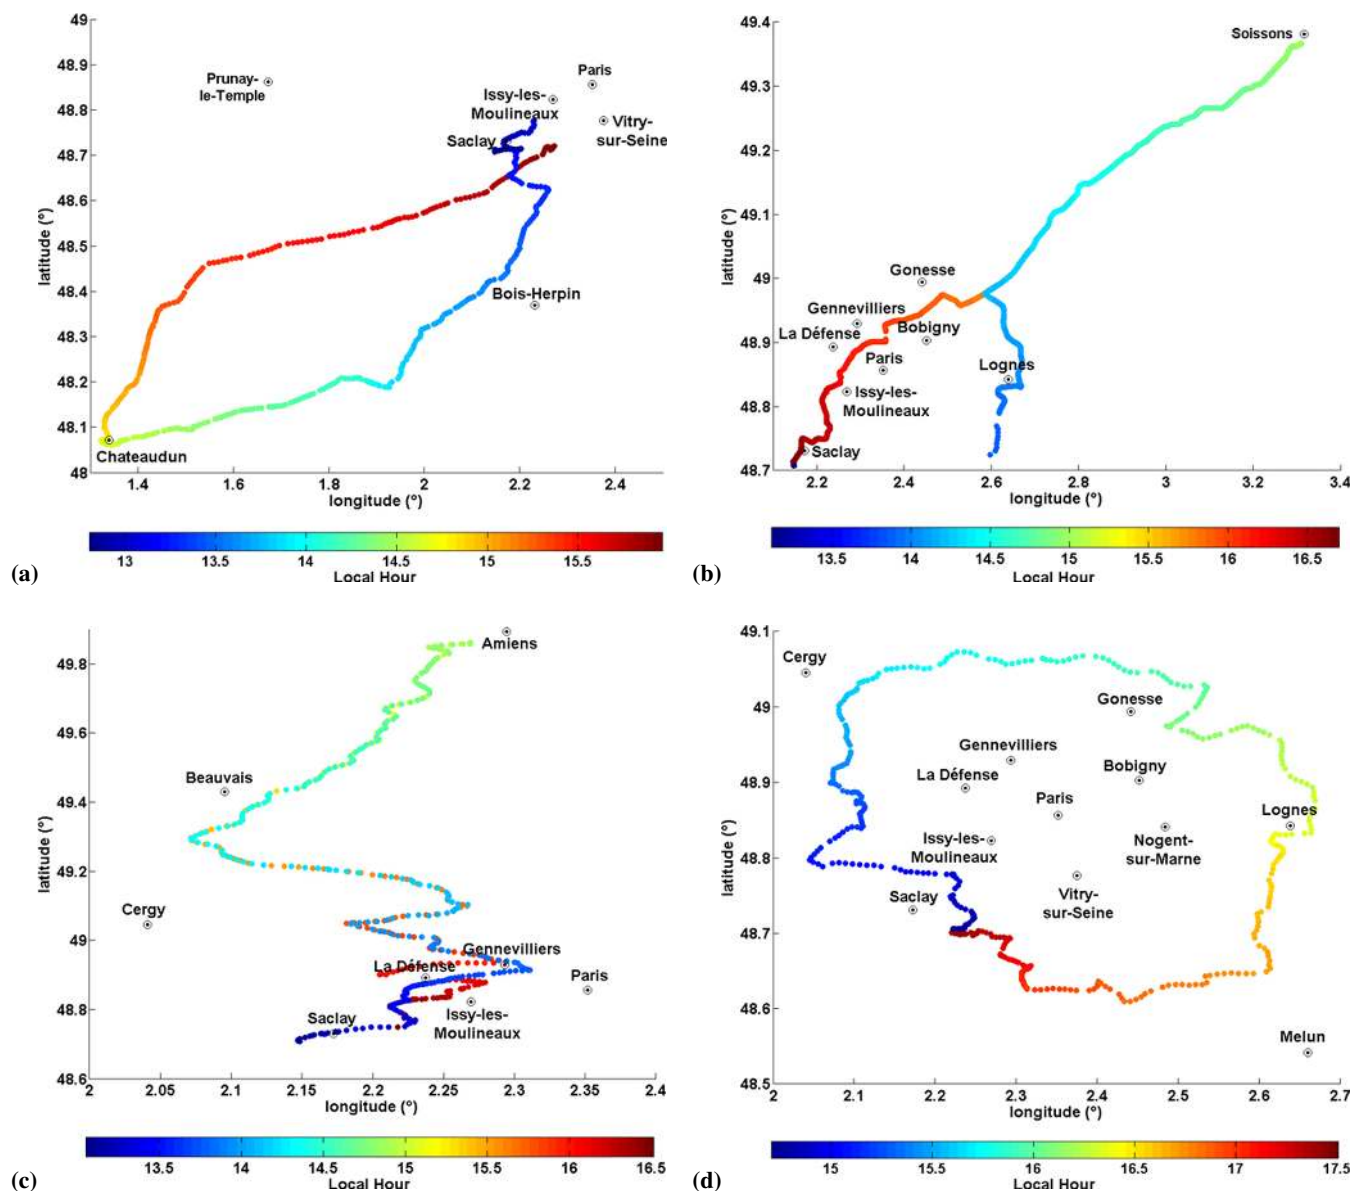 49
48.9
48.8
48.7
48.6
48.5
48.4
48.3
48.2
48.1
48
latitude (°)
Prunay-
le-Temple
Paris
Issy-les-
Moulineaux
Vitry-
sur-Seine
Saclay
Bois-Herpin
Chateaudun
1.4 1.6 1.8 2 2.2 2.4
longitude (°)
13 13.5 14 14.5 15 15.5
Local Hour
(a)
49.4
49.3
49.2
49.1
49
48.9
48.8
48.7
latitude (°)
Soissons
Gonesse
Gennevilliers
La Défense
Bobigny
Paris
Lognes
Issy-les-
Moulineaux
Saclay
2.2 2.4 2.6 2.8 3 3.2 3.4
longitude (°)
13.5 14 14.5 15 15.5 16 16.5
Local Hour
(b)
49.8
49.6
49.4
49.2
49
48.8
48.6
latitude (°)
Amiens
Beauvais
Cergy
Gennevilliers
La Défense
Paris
Saclay
Issy-les-
Moulineaux
2 2.05 2.1 2.15 2.2 2.25 2.3 2.35 2.4
longitude (°)
13.5 14 14.5 15 15.5 16 16.5
Local Hour
(c)
49.1
49
48.9
48.8
48.7
48.6
48.5
latitude (°)
Cergy
Gonesse
Gennevilliers
La Défense
Bobigny
Paris
Lognes
Issy-les-
Moulineaux
Nogent-
sur-Marne
Saclay
Vitry-
sur-Seine
Melun
2 2.1 2.2 2.3 2.4 2.5 2.6 2.7
longitude (°)
15 15.5 16 16.5 17 17.5
Local Hour
(d)